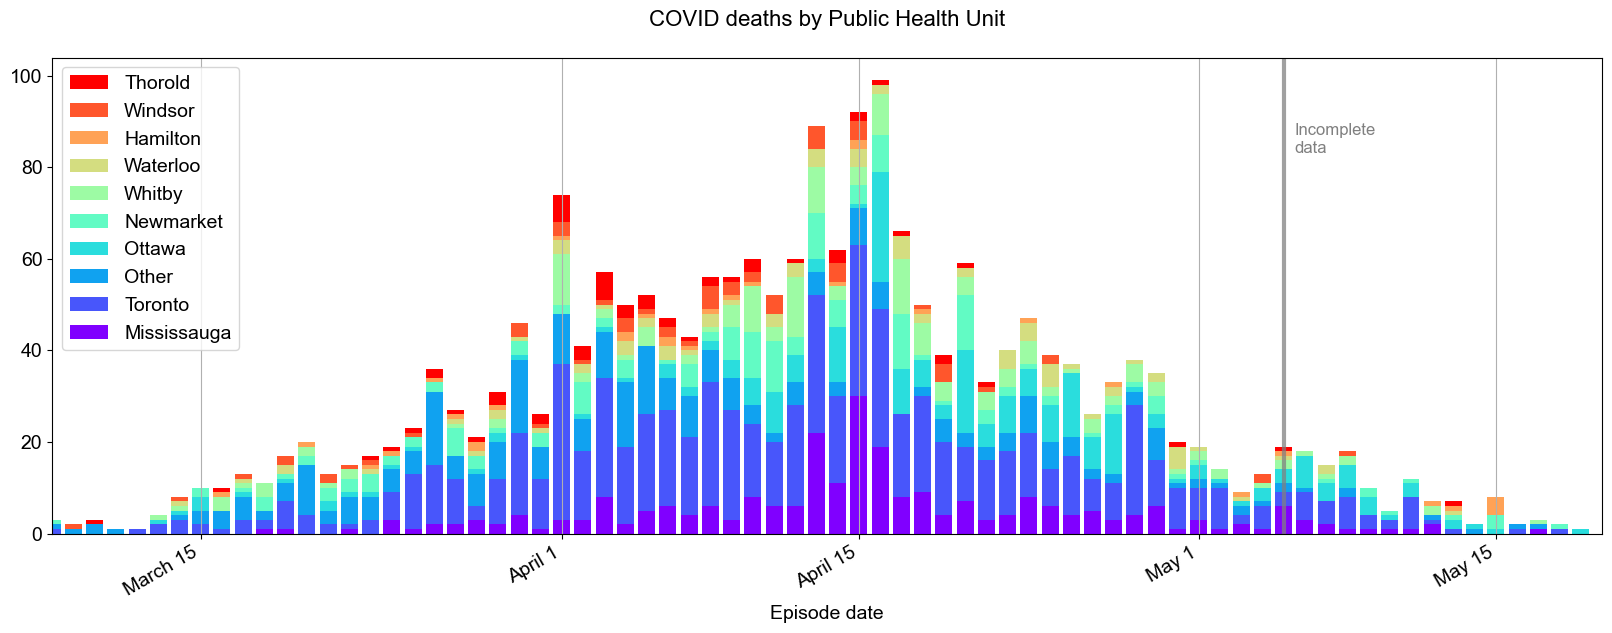 COVID deaths by Public Health Unit
100
80
60
40
20
0
Thorold
Windsor
Hamilton
Waterloo
Whitby
Newmarket
Ottawa
Other
Toronto
Mississauga
Incomplete
data
March 15
April 1
April 15
May 1
May 15
Episode date